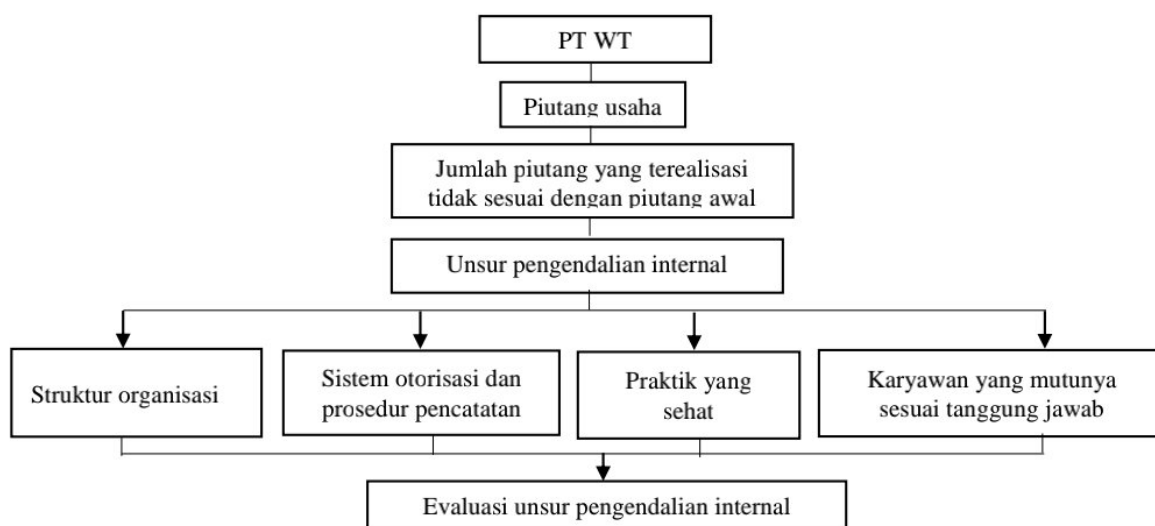 PT WT
Piutang usaha
Jumlah piutang yang terealisasi
tidak sesuai dengan piutang awal
Unsur pengendalian internal
Struktur organisasi
Sistem otorisasi dan
prosedur pencatatan
Praktik yang
sehat
Karyawan yang mutunya
sesuai tanggung jawab
Evaluasi unsur pengendalian internal